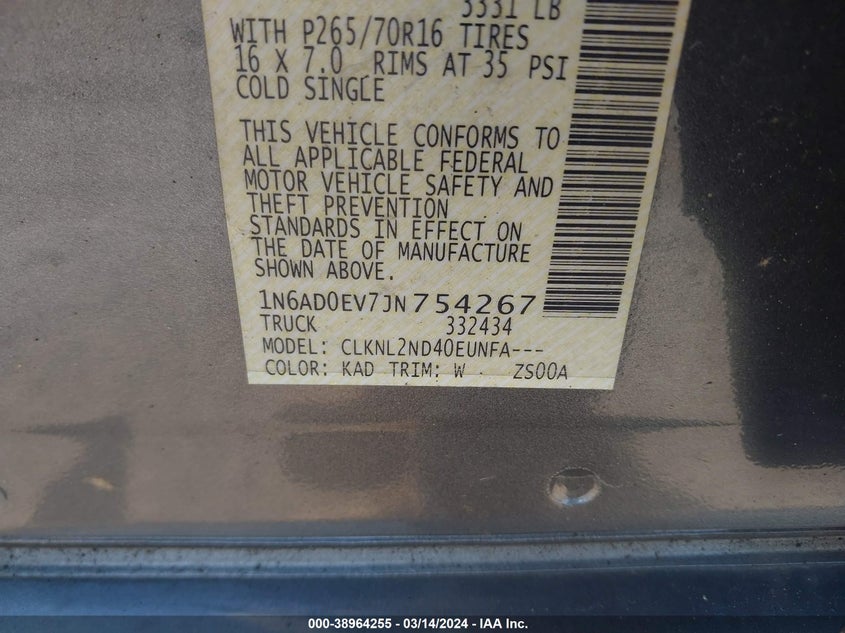 3331 LB
WITH P265/70R16 TIRES
16 X 7.0 RIMS AT 35 PSI
COLD SINGLE
THIS VEHICLE CONFORMS TO
ALL APPLICABLE FEDERAL
MOTOR VEHICLE SAFETY AND
THEFT PREVENTION
STANDARDS IN EFFECT ON
THE DATE OF MANUFACTURE
SHOWN ABOVE.
1N6AD0EV7JN754267
TRUCK 332434
MODEL: CLKNL2ND40EUNFA---
COLOR: KAD TRIM: W ZS00A
000-38964255 — 03/14/2024 — IAA Inc.